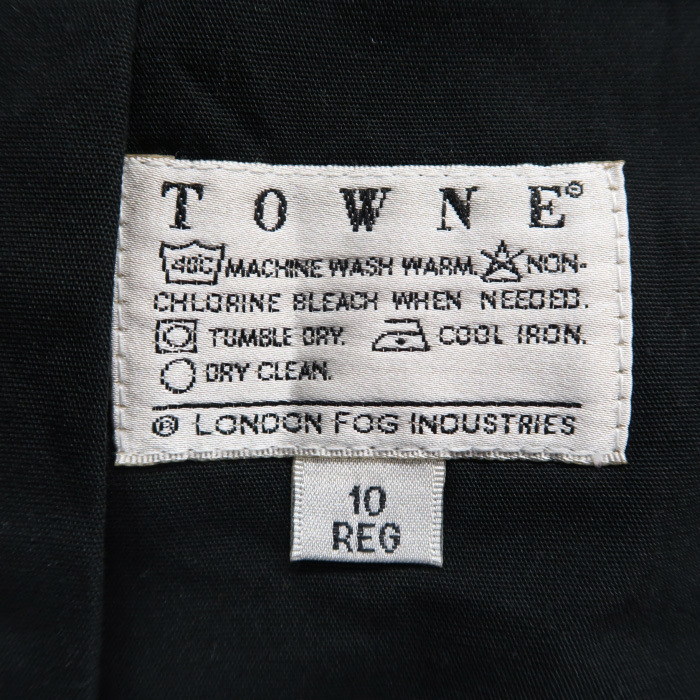 TOWNE®
40C MACHINE WASH WARM. NON-
CHLORINE BLEACH WHEN NEEDED.
TUMBLE DRY. COOL IRON.
DRY CLEAN.
® LONDON FOG INDUSTRIES
10
REG